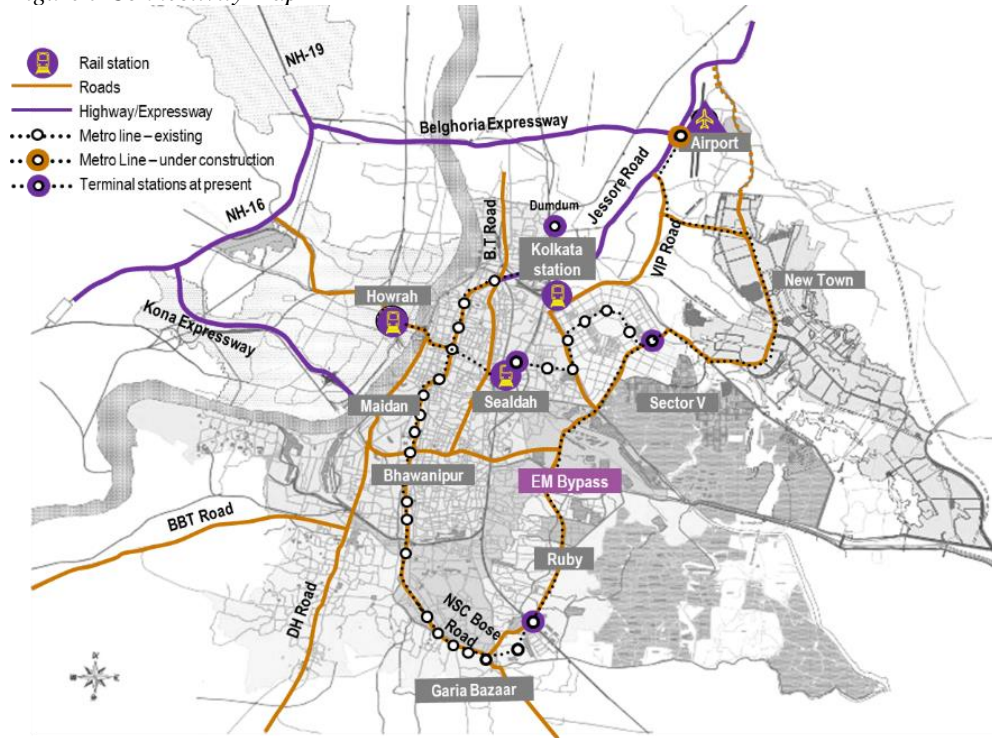 Rail station
Roads
Highway/Expressway
Metro line – existing
Metro Line – under construction
Terminal stations at present
NH-19
Belghoria Expressway
Airport
Jessore Road
NH-16
B.T Road
Dumdum
Kolkata
station
VIP Road
New Town
Howrah
Kona Expressway
Maidan
Sealdah
Sector V
Bhawanipur
EM Bypass
BBT Road
Ruby
DH Road
NSC Bose
Road
Garia Bazaar